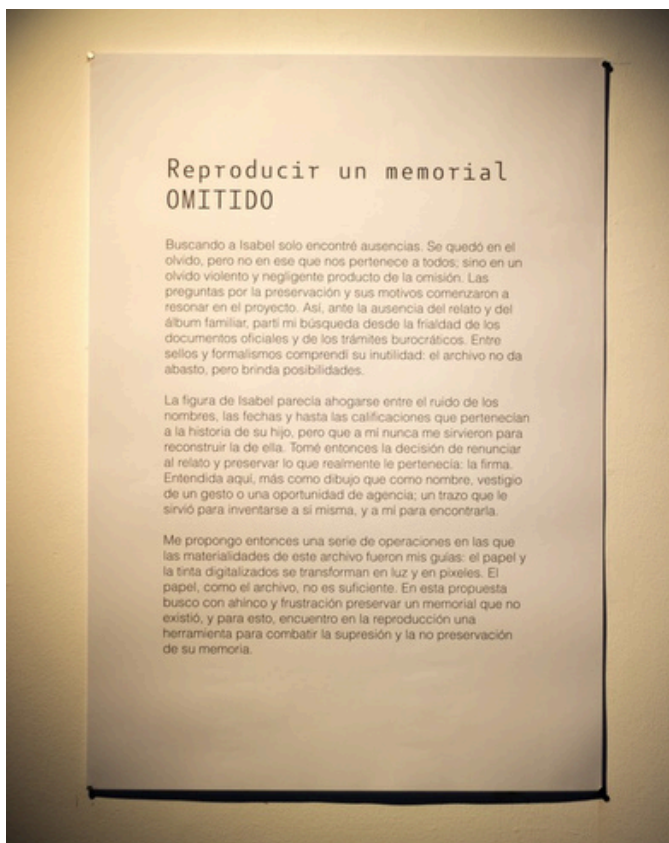 Reproducir un memorial
OMITIDO
Buscando a Isabel solo encontré ausencias. Se quedó en el
olvido, pero no en ese que nos pertenece a todos; sino en un
olvido violento y negligente producto de la omisión. Las
preguntas por la preservación y sus motivos comenzaron a
resonar en el proyecto. Así, ante la ausencia del relato y del
álbum familiar, partí mi búsqueda desde la frialdad de los
documentos oficiales y de los trámites burocráticos. Entre
sellos y formalismos comprendí su inutilidad: el archivo no da
abasto, pero brinda posibilidades.
La figura de Isabel parecía ahogarse entre el ruido de los
nombres, las fechas y hasta las calificaciones que pertenecían
a la historia de su hijo, pero que a mí nunca me sirvieron para
reconstruir la de ella. Tomé entonces la decisión de renunciar
al relato y preservar lo que realmente le pertenecía: la firma.
Entendida aquí, más como dibujo que como nombre, vestigio
de un gesto o una oportunidad de agencia; un trazo que le
sirvió para inventarse a sí misma, y a mí para encontrarla.
Me propongo entonces una serie de operaciones en las que
las materialidades de este archivo fueron mis guías: el papel y
la tinta digitalizados se transforman en luz y en pixeles. El
papel, como el archivo, no es suficiente. En esta propuesta
busco con ahínco y frustración preservar un memorial que no
existió, y para esto, encuentro en la reproducción una
herramienta para combatir la supresión y la no preservación
de su memoria.